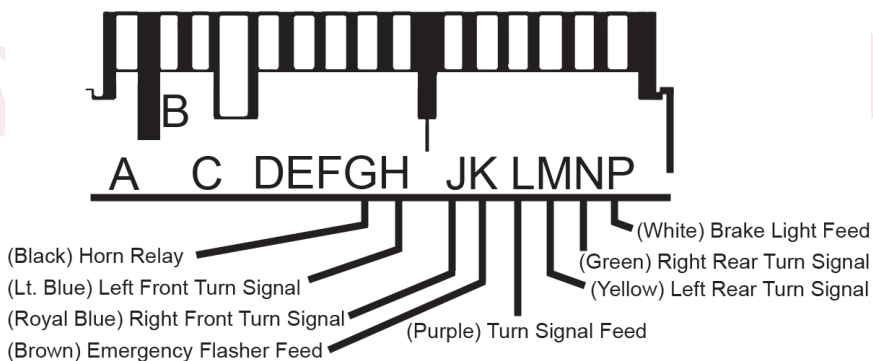 B
A C DEFGH JK LMNP
(White) Brake Light Feed
(Black) Horn Relay
(Green) Right Rear Turn Signal
(Lt. Blue) Left Front Turn Signal
(Yellow) Left Rear Turn Signal
(Royal Blue) Right Front Turn Signal
(Purple) Turn Signal Feed
(Brown) Emergency Flasher Feed